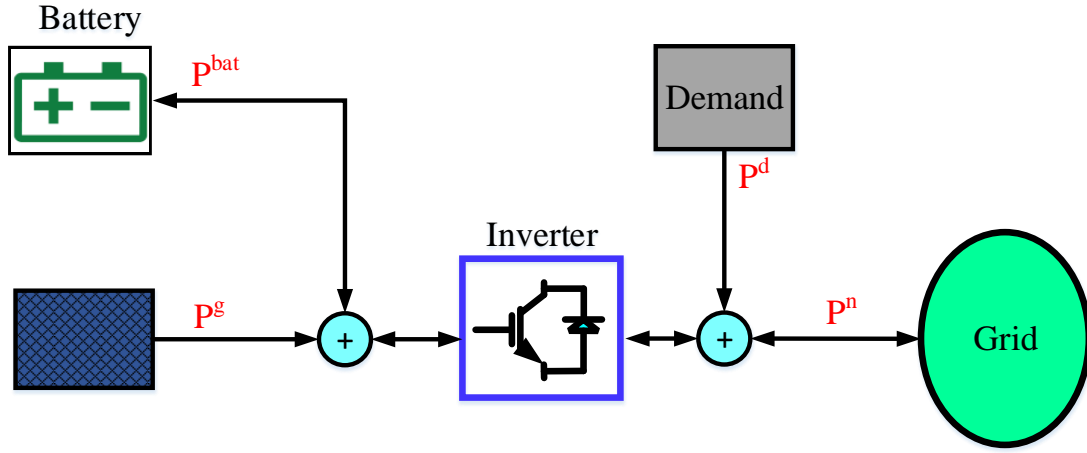 Battery
P^bat
Demand
P^d
Inverter
P^g
+
+
P^n
Grid